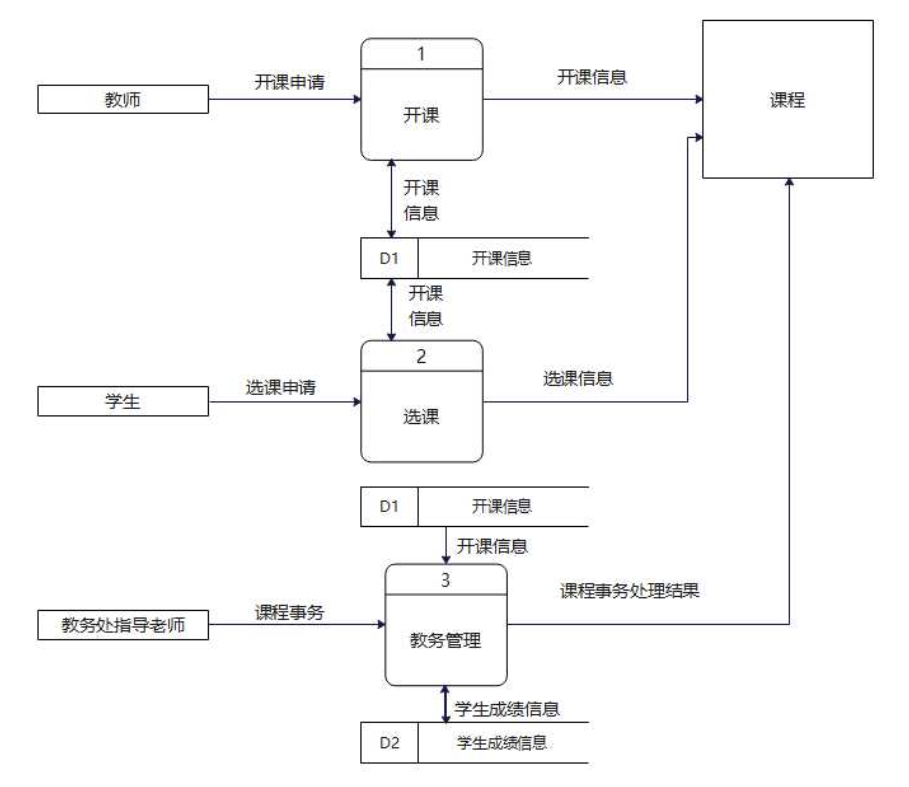 1
开课申请
开课信息
教师
开课
课程
开课
信息
D1
开课信息
开课
信息
2
选课申请
选课信息
学生
选课
D1
开课信息
开课信息
3
课程事务处理结果
课程事务
教务处指导老师
教务管理
学生成绩信息
D2
学生成绩信息